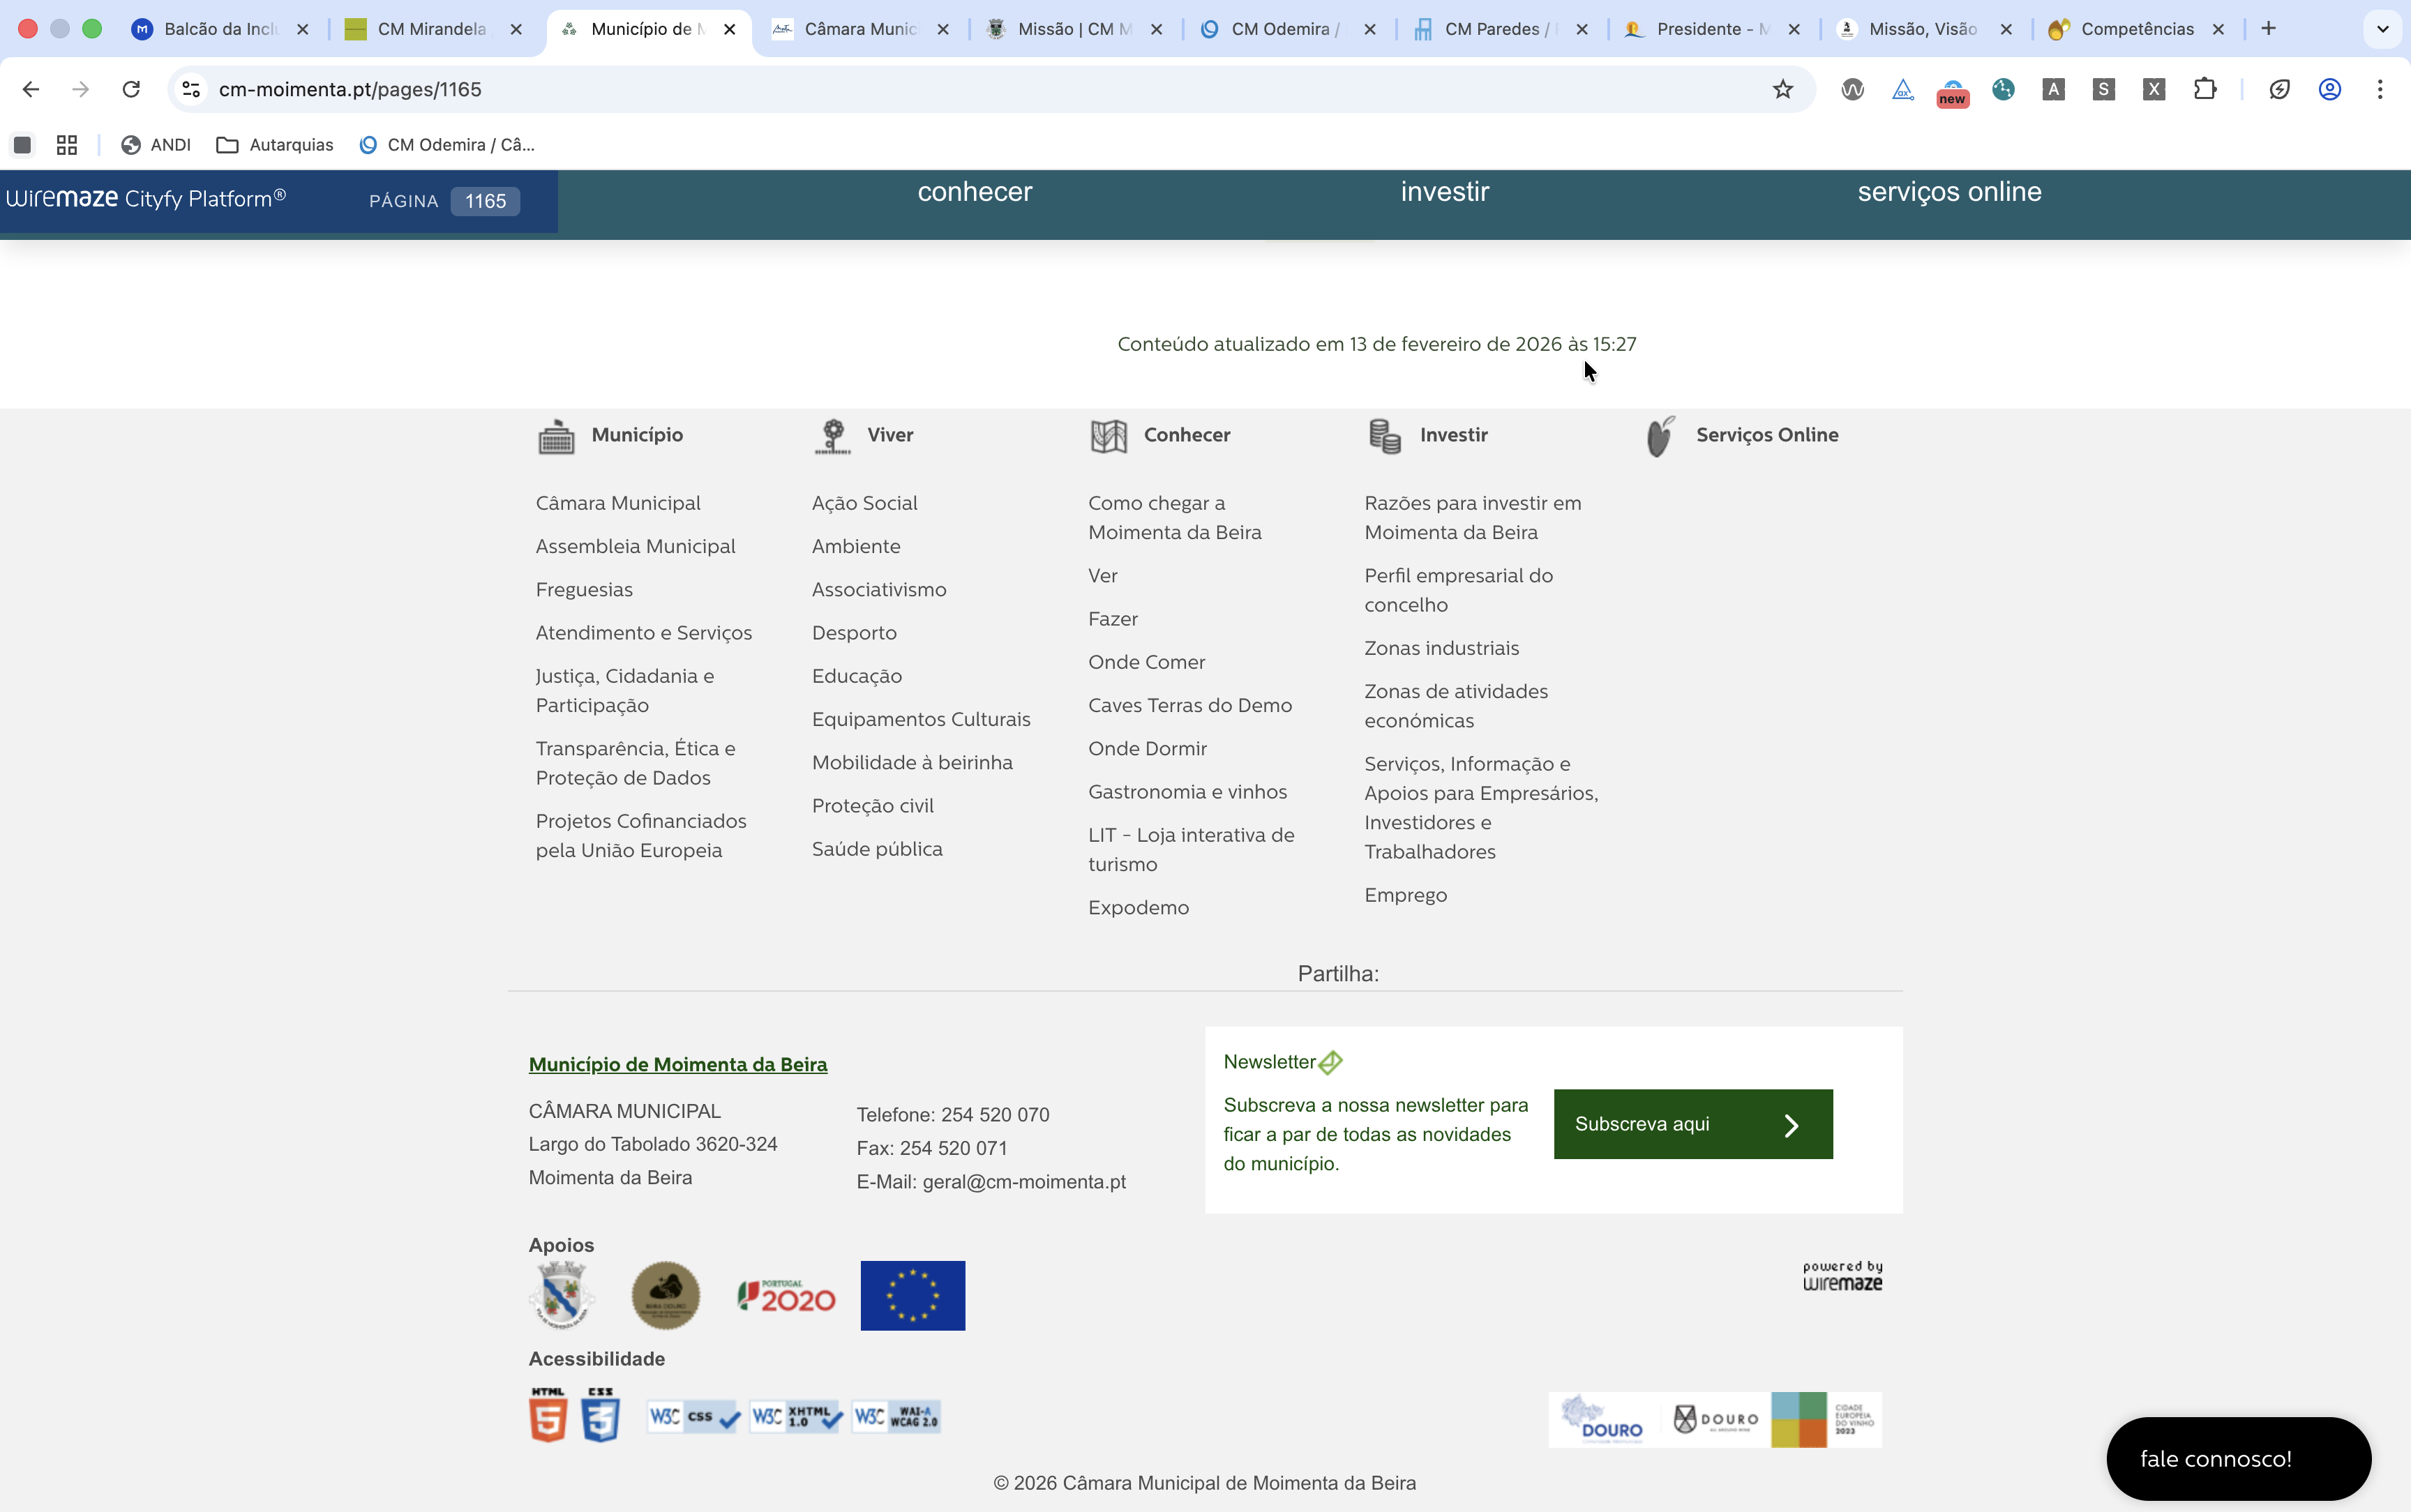 Balcão da Incl
CM Mirandela
Município de M
Câmara Munic
Missão | CM M
CM Odemira /
CM Paredes /
Presidente - M
Missão, Visão
Competências
cm-moimenta.pt/pages/1165
new
A
S
X
ANDI
Autarquias
CM Odemira / Câ...
wiremaze Cityfy Platform®
PÁGINA 1165
conhecer
investir
serviços online
Conteúdo atualizado em 13 de fevereiro de 2026 às 15:27
Município
Câmara Municipal
Assembleia Municipal
Freguesias
Atendimento e Serviços
Justiça, Cidadania e
Participação
Transparência, Ética e
Proteção de Dados
Projetos Cofinanciados
pela União Europeia
Viver
Ação Social
Ambiente
Associativismo
Desporto
Educação
Equipamentos Culturais
Mobilidade à beirinha
Proteção civil
Saúde pública
Conhecer
Como chegar a
Moimenta da Beira
Ver
Fazer
Onde Comer
Caves Terras do Demo
Onde Dormir
Gastronomia e vinhos
LIT - Loja interativa de
turismo
Expodemo
Investir
Razões para investir em
Moimenta da Beira
Perfil empresarial do
concelho
Zonas industriais
Zonas de atividades
económicas
Serviços, Informação e
Apoios para Empresários,
Investidores e
Trabalhadores
Emprego
Serviços Online
Partilha:
Município de Moimenta da Beira
CÂMARA MUNICIPAL
Largo do Tabolado 3620-324
Moimenta da Beira
Telefone: 254 520 070
Fax: 254 520 071
E-Mail: geral@cm-moimenta.pt
Newsletter
Subscreva a nossa newsletter para
ficar a par de todas as novidades
do município.
Subscreva aqui
Apoios
BEIRA DOURO
PORTUGAL
2020
powered by
wiremaze
Acessibilidade
HTML
5
CSS
3
W3C CSS
W3C XHTML 1.0
W3C WAI-A WCAG 2.0
DOURO
DOURO
CIDADE
EUROPEIA
DO VINHO
2023
fale connosco!
© 2026 Câmara Municipal de Moimenta da Beira